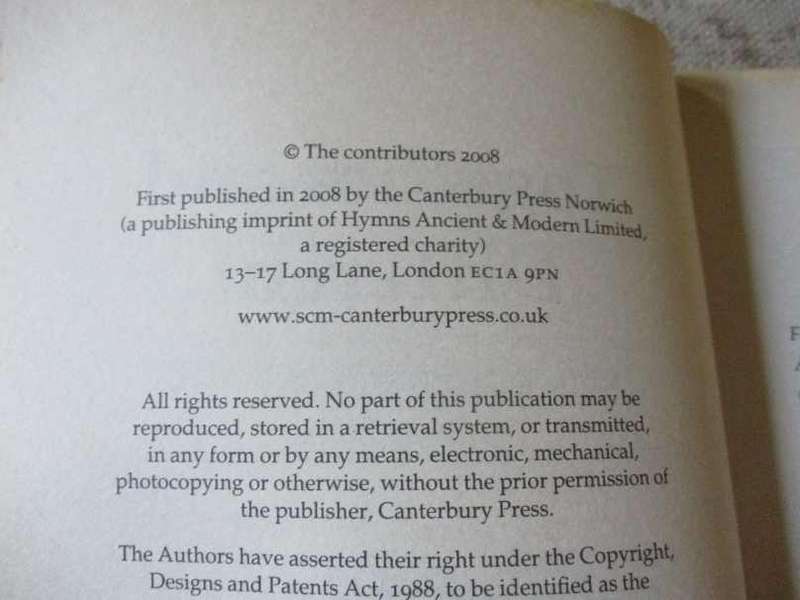 © The contributors 2008
First published in 2008 by the Canterbury Press Norwich
(a publishing imprint of Hymns Ancient & Modern Limited,
a registered charity)
13–17 Long Lane, London EC1A 9PN
www.scm-canterburypress.co.uk
All rights reserved. No part of this publication may be
reproduced, stored in a retrieval system, or transmitted,
in any form or by any means, electronic, mechanical,
photocopying or otherwise, without the prior permission of
the publisher, Canterbury Press.
The Authors have asserted their right under the Copyright,
Designs and Patents Act, 1988, to be identified as the